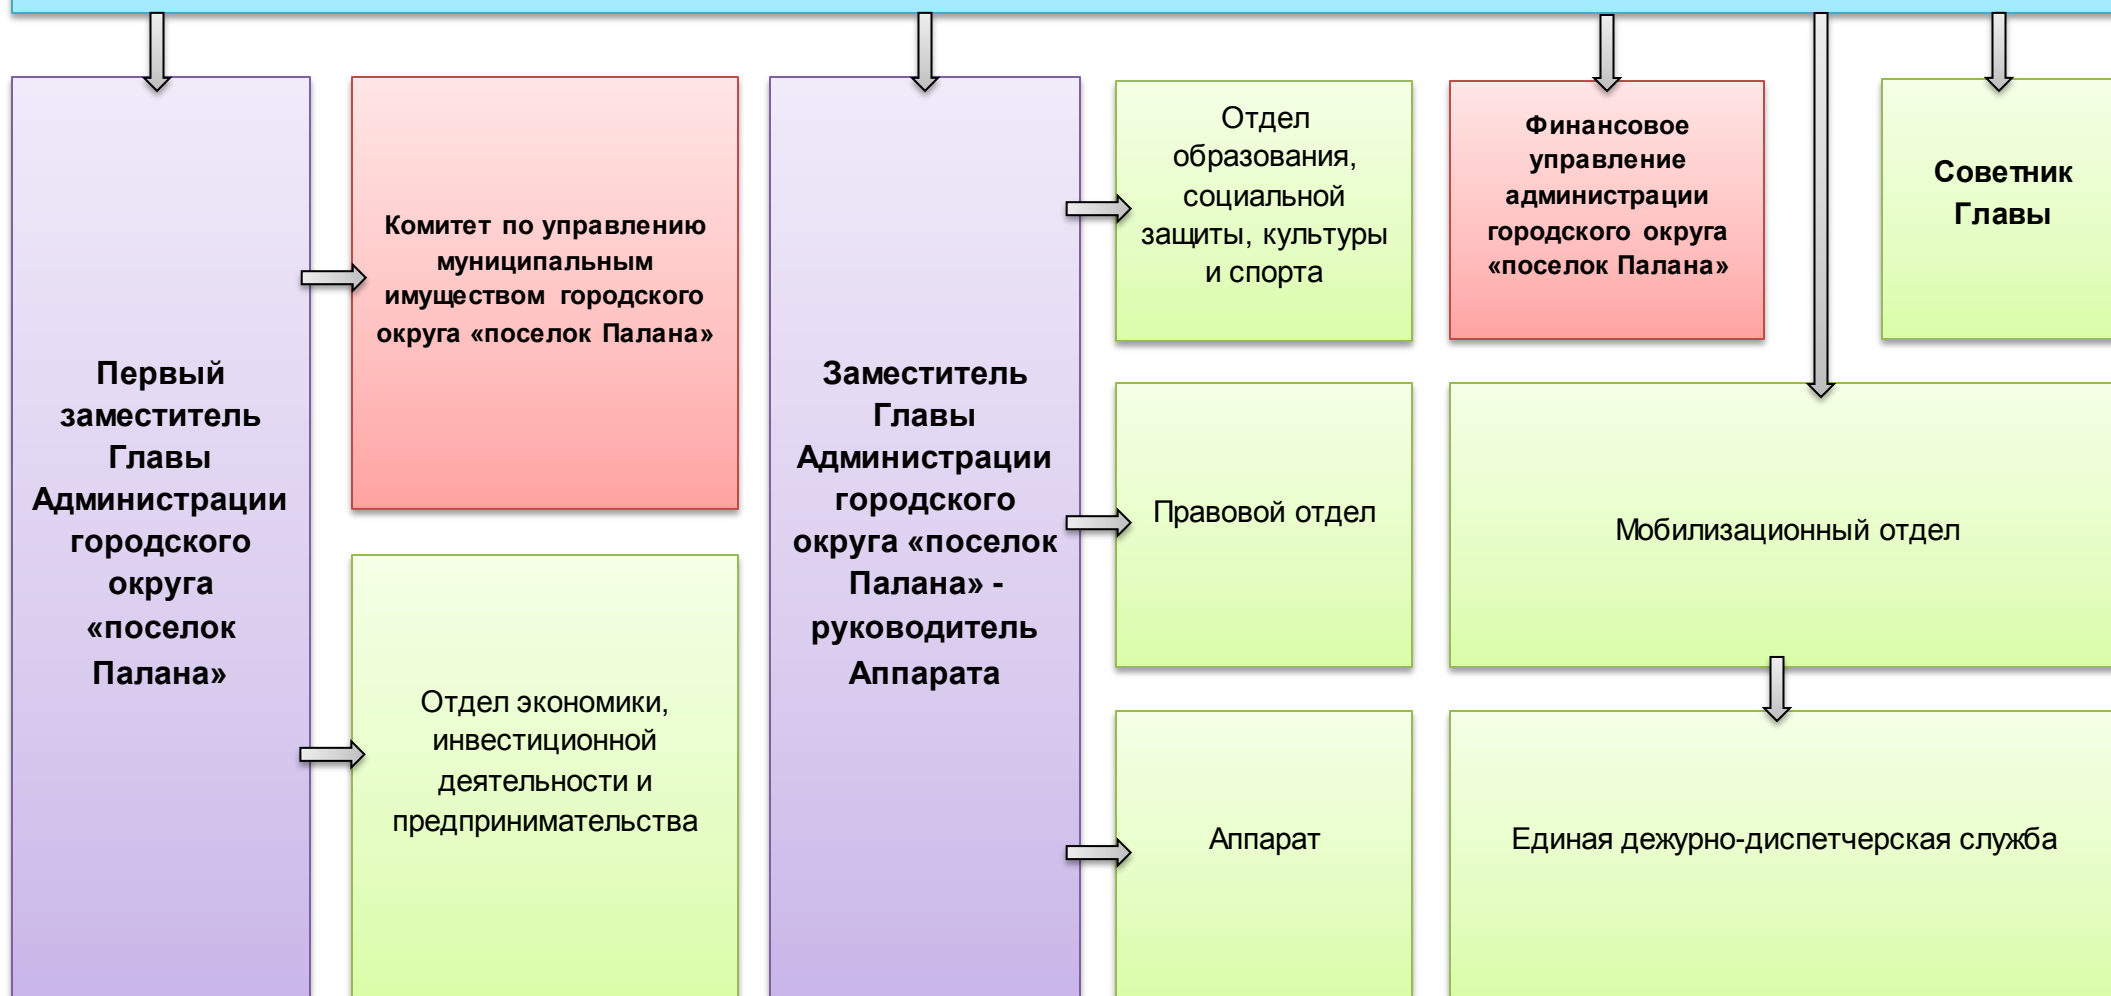 Первый
заместитель
Главы
Администрации
городского
округа
«поселок
Палана»
Комитет по управлению
муниципальным
имуществом городского
округа «поселок Палана»
Отдел экономики,
инвестиционной
деятельности и
предпринимательства
Заместитель
Главы
Администрации
городского
округа «поселок
Палана» -
руководитель
Аппарата
Отдел
образования,
социальной
защиты, культуры
и спорта
Правовой отдел
Аппарат
Финансовое
управление
администрации
городского округа
«поселок Палана»
Советник
Главы
Мобилизационный отдел
Единая дежурно-диспетчерская служба